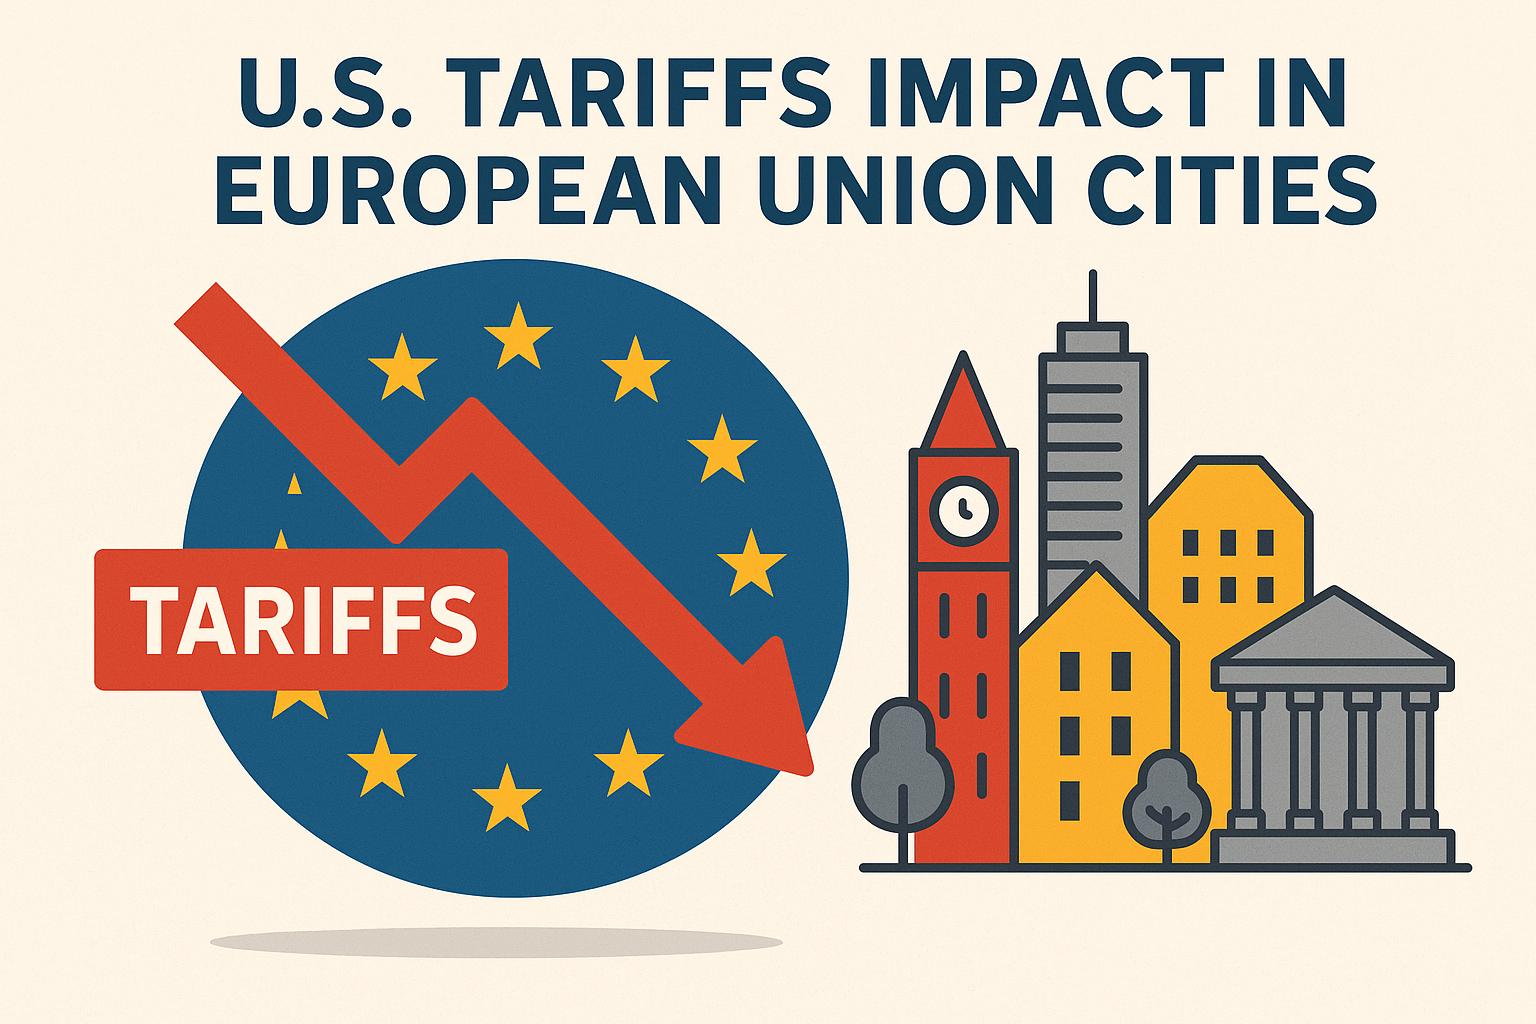 U.S. TARIFFS IMPACT IN
EUROPEAN UNION CITIES
TARIFFS